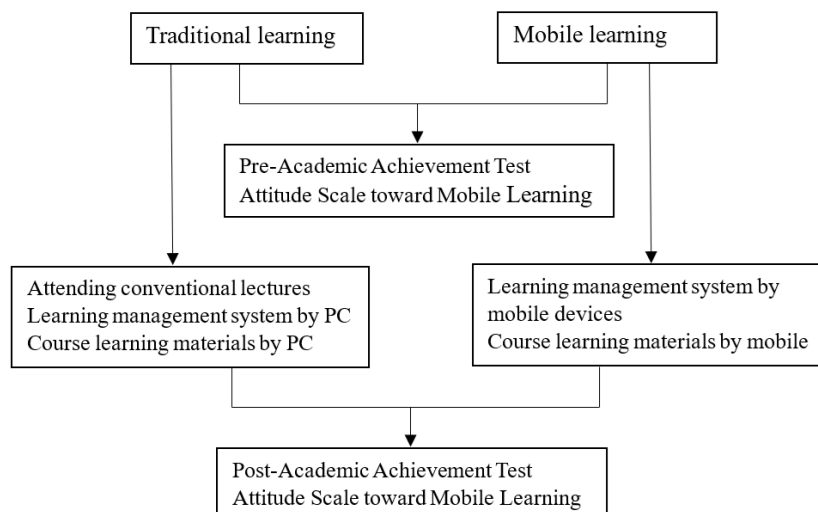 Traditional learning
Mobile learning
Pre-Academic Achievement Test
Attitude Scale toward Mobile Learning
Attending conventional lectures
Learning management system by PC
Course learning materials by PC
Learning management system by
mobile devices
Course learning materials by mobile
Post-Academic Achievement Test
Attitude Scale toward Mobile Learning